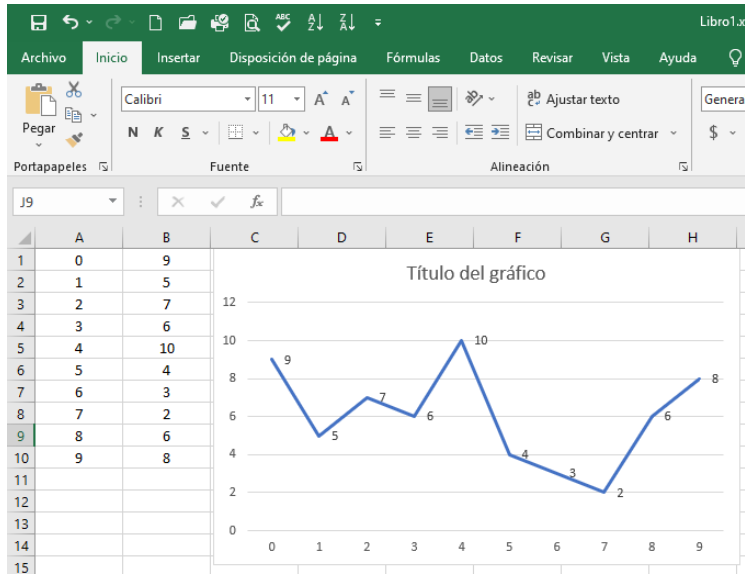 Libro1.x
Archivo Inicio Insertar Disposición de página Fórmulas Datos Revisar Vista Ayuda
Pegar
Calibri 11 A A ab Ajustar texto Genera
N K S A Combinar y centrar $
Portapapeles Fuente Alineación
J9 fx
A B C D E F G H
1 0 9
2 1 5
3 2 7
4 3 6
5 4 10
6 5 4
7 6 3
8 7 2
9 8 6
10 9 8
11
12
13
14
15
Título del gráfico
12
10
8
6
4
2
0
9 5 7 6 10 4 3 2 6 8
0 1 2 3 4 5 6 7 8 9